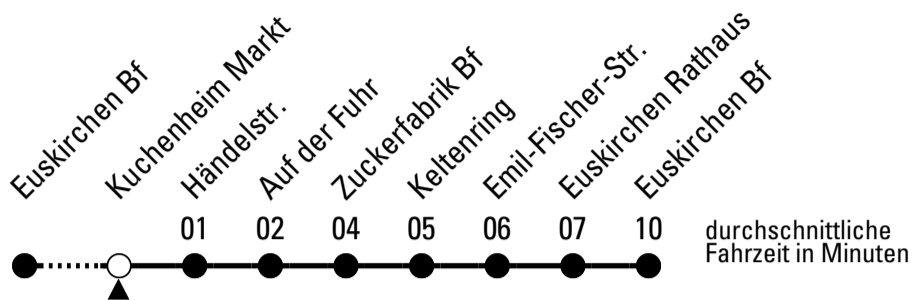 Euskirchen Bf
Kuchenheim Markt
Händelstr.
Auf der Fuhr
Zuckerfabrik Bf
Keltenring
Emil-Fischer-Str.
Euskirchen Rathaus
Euskirchen Bf
01 02 04 05 06 07 10
durchschnittliche
Fahrzeit in Minuten